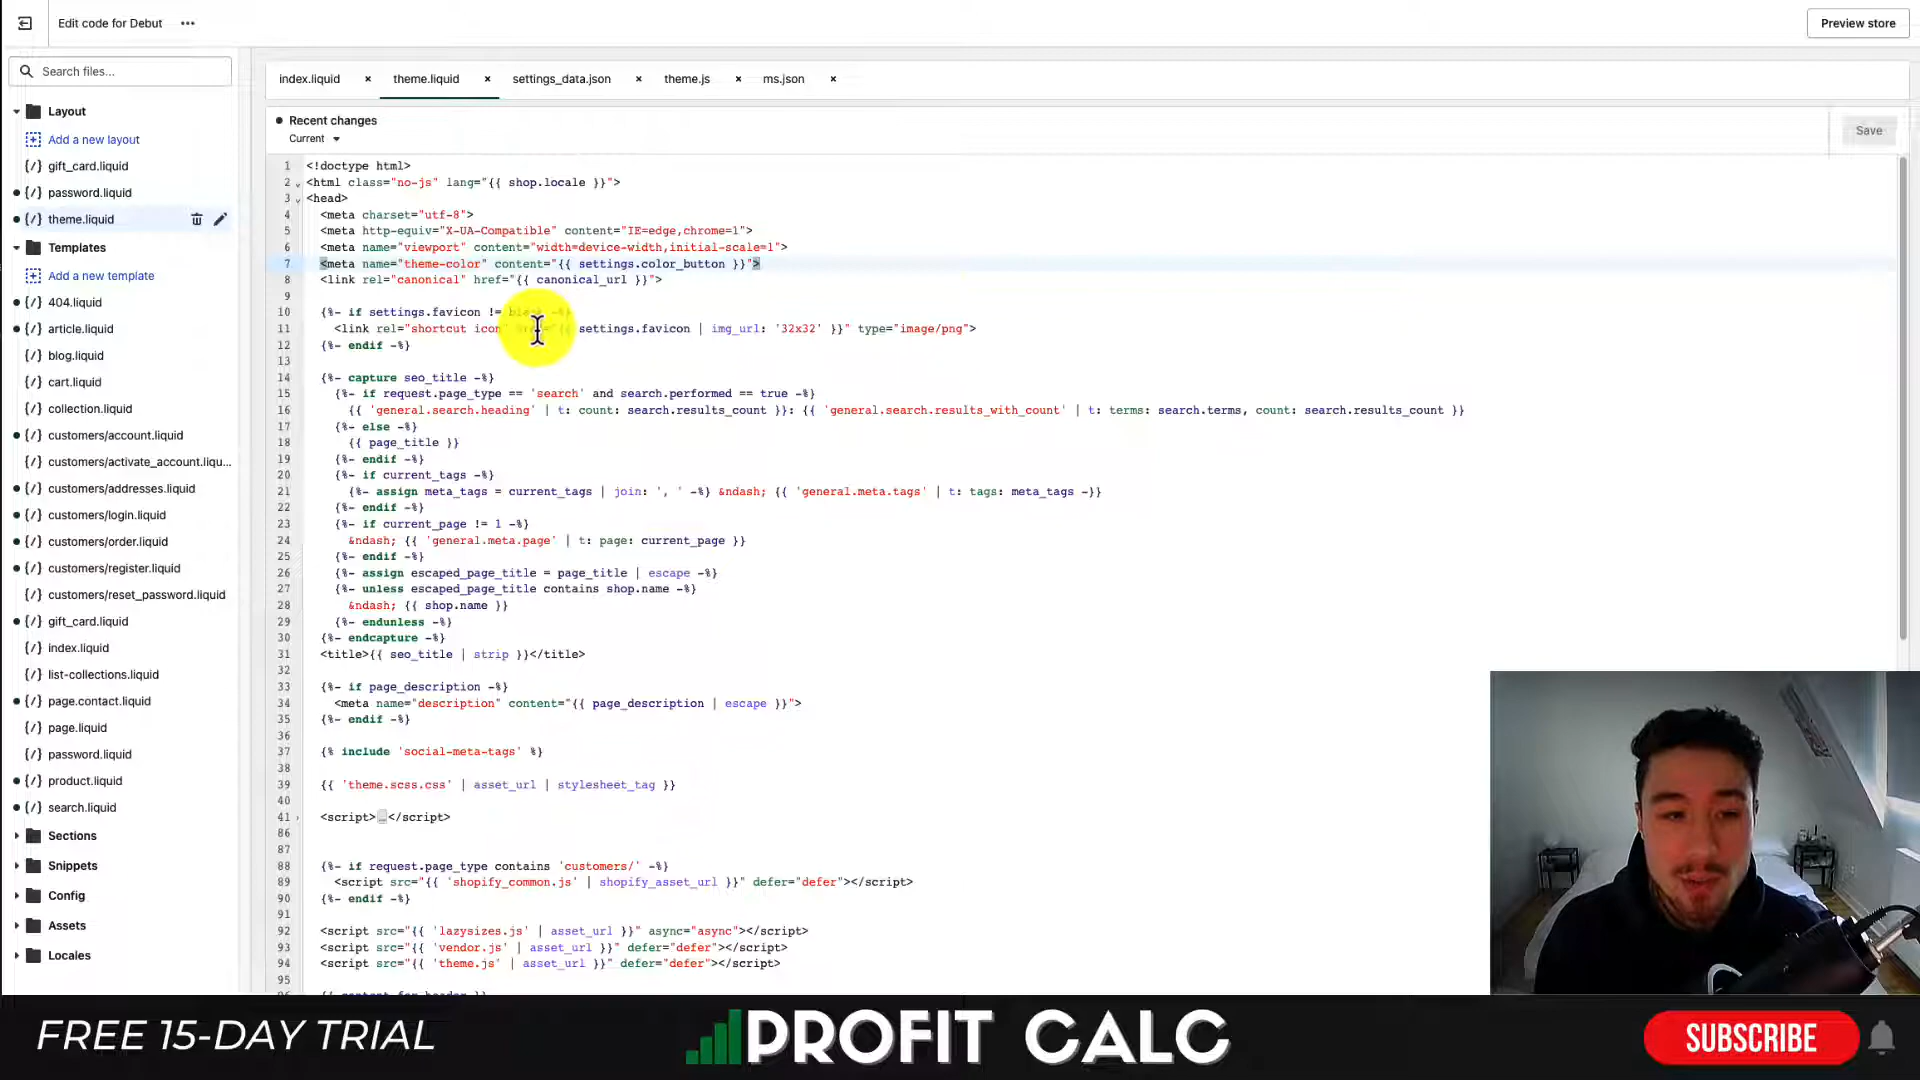 Edit code for Debut
Preview store
Search files...
Layout
Add a new layout
{/} gift_card.liquid
{/} password.liquid
{/} theme.liquid
Templates
Add a new template
{/} 404.liquid
{/} article.liquid
{/} blog.liquid
{/} cart.liquid
{/} collection.liquid
{/} customers/account.liquid
{/} customers/activate_account.liqu...
{/} customers/addresses.liquid
{/} customers/login.liquid
{/} customers/order.liquid
{/} customers/register.liquid
{/} customers/reset_password.liquid
{/} gift_card.liquid
{/} index.liquid
{/} list-collections.liquid
{/} page.contact.liquid
{/} page.liquid
{/} password.liquid
{/} product.liquid
{/} search.liquid
Sections
Snippets
Config
Assets
Locales
index.liquid × theme.liquid × settings_data.json × theme.js × ms.json ×
Recent changes
Current
Save
1 <!doctype html>
2 <html class="no-js" lang="{{ shop.locale }}">
3 <head>
4 <meta charset="utf-8">
5 <meta http-equiv="X-UA-Compatible" content="IE=edge,chrome=1">
6 <meta name="viewport" content="width=device-width,initial-scale=1">
7 <meta name="theme-color" content="{{ settings.color_button }}">
8 <link rel="canonical" href="{{ canonical_url }}">
9
10 {%- if settings.favicon != blank -%}
11 <link rel="shortcut icon" href="{{ settings.favicon | img_url: '32x32' }}" type="image/png">
12 {%- endif -%}
13
14 {%- capture seo_title -%}
15 {%- if request.page_type == 'search' and search.performed == true -%}
16 {{ 'general.search.heading' | t: count: search.results_count }}: {{ 'general.search.results_with_count' | t: terms: search.terms, count: search.results_count }}
17 {%- else -%}
18 {{ page_title }}
19 {%- endif -%}
20 {%- if current_tags -%}
21 {%- assign meta_tags = current_tags | join: ', ' -%} &ndash; {{ 'general.meta.tags' | t: tags: meta_tags -}}
22 {%- endif -%}
23 {%- if current_page != 1 -%}
24 &ndash; {{ 'general.meta.page' | t: page: current_page }}
25 {%- endif -%}
26 {%- assign escaped_page_title = page_title | escape -%}
27 {%- unless escaped_page_title contains shop.name -%}
28 &ndash; {{ shop.name }}
29 {%- endunless -%}
30 {%- endcapture -%}
31 <title>{{ seo_title | strip }}</title>
32
33 {%- if page_description -%}
34 <meta name="description" content="{{ page_description | escape }}">
35 {%- endif -%}
36
37 {% include 'social-meta-tags' %}
38
39 {{ 'theme.scss.css' | asset_url | stylesheet_tag }}
40
41 <script>…</script>
86
87
88 {%- if request.page_type contains 'customers/' -%}
89 <script src="{{ 'shopify_common.js' | shopify_asset_url }}" defer="defer"></script>
90 {%- endif -%}
91
92 <script src="{{ 'lazysizes.js' | asset_url }}" async="async"></script>
93 <script src="{{ 'vendor.js' | asset_url }}" defer="defer"></script>
94 <script src="{{ 'theme.js' | asset_url }}" defer="defer"></script>
95
FREE 15-DAY TRIAL
PROFIT CALC
SUBSCRIBE